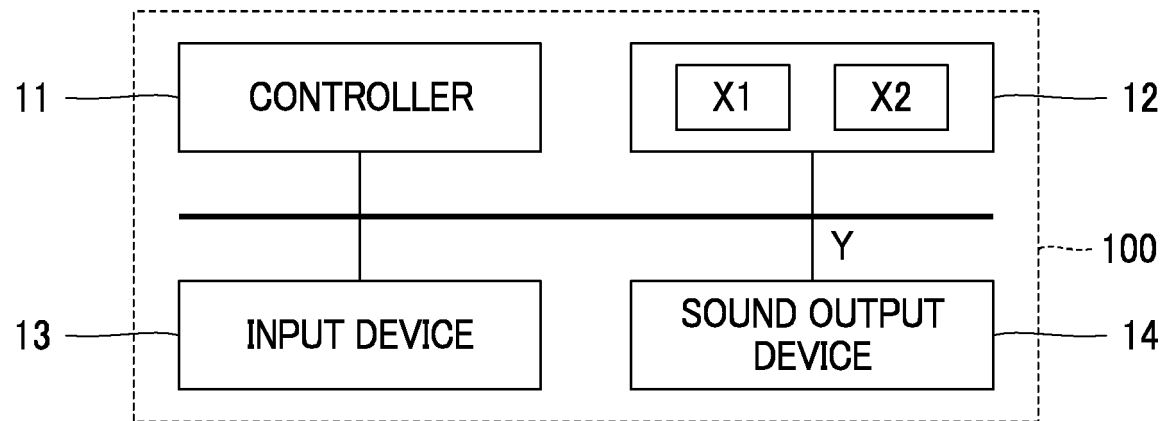 11
CONTROLLER
X1
X2
12
Y
100
13
INPUT DEVICE
SOUND OUTPUT
DEVICE
14